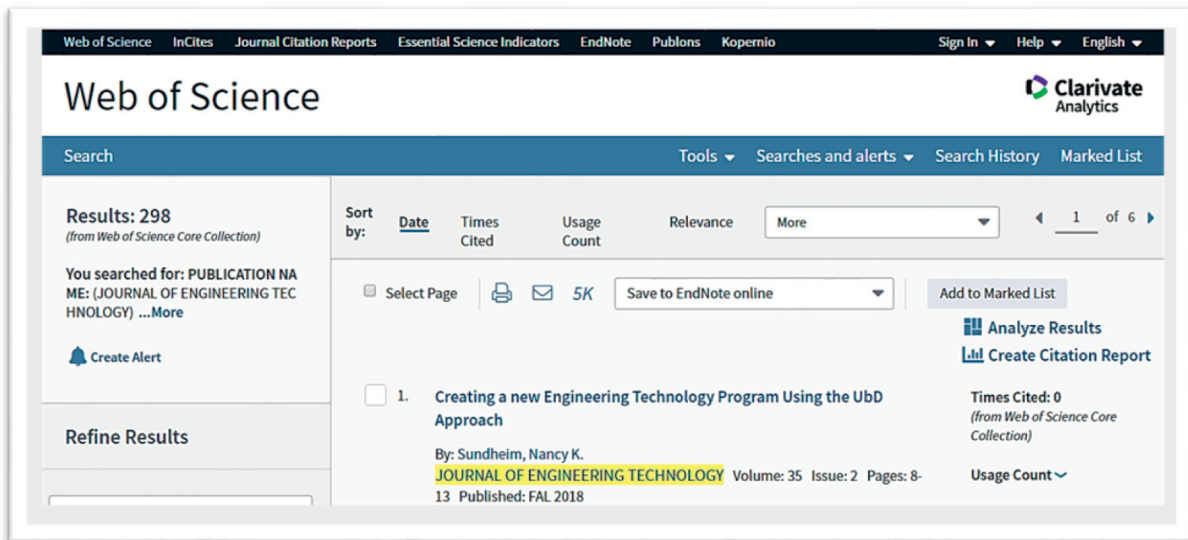 Web of Science InCites Journal Citation Reports Essential Science Indicators EndNote Publons Kopernio Sign In Help English
Web of Science
Clarivate
Analytics
Search Tools Searches and alerts Search History Marked List
Results: 298
(from Web of Science Core Collection)
You searched for: PUBLICATION NA
ME: (JOURNAL OF ENGINEERING TEC
HNOLOGY) ...More
Create Alert
Refine Results
Sort
by:
Date
Times
Cited
Usage
Count
Relevance
More
1 of 6
Select Page 5K Save to EndNote online Add to Marked List
Analyze Results
Create Citation Report
1. Creating a new Engineering Technology Program Using the UbD
Approach
By: Sundheim, Nancy K.
JOURNAL OF ENGINEERING TECHNOLOGY Volume: 35 Issue: 2 Pages: 8-
13 Published: FAL 2018
Times Cited: 0
(from Web of Science Core
Collection)
Usage Count